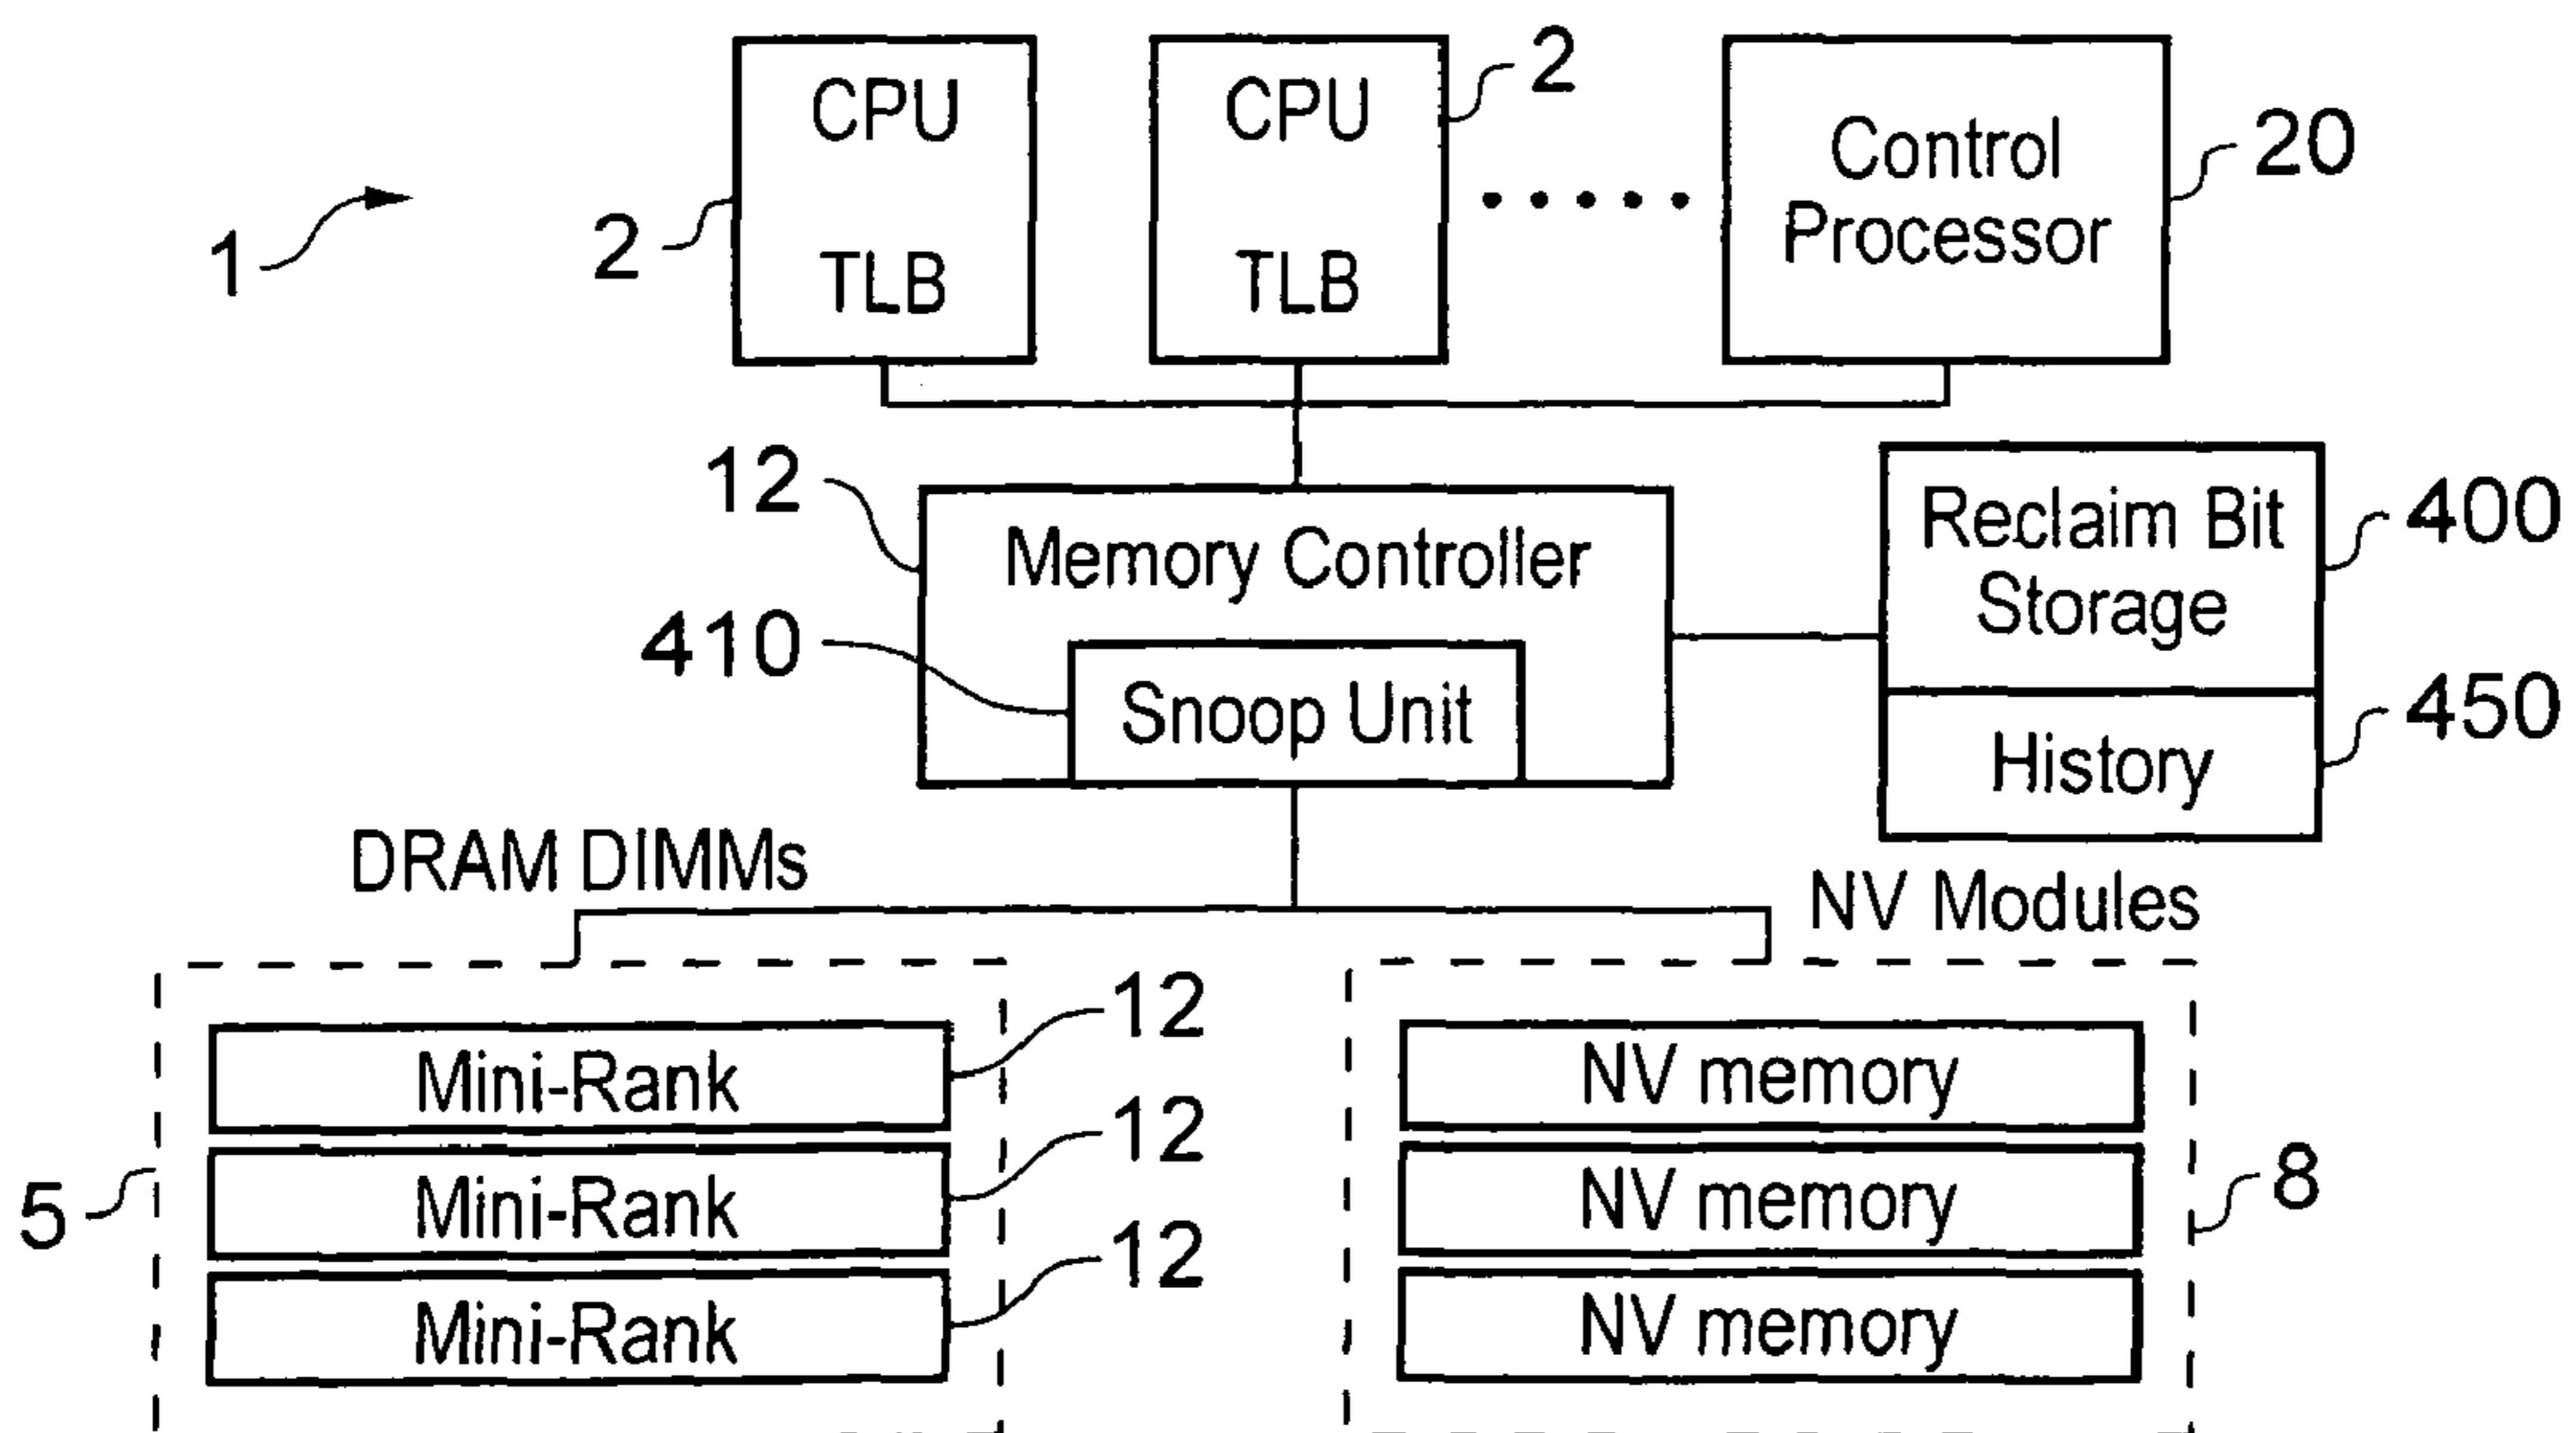 CPU
TLB
2
CPU
TLB
2
Control
Processor
20
1
12
Memory Controller
410
Snoop Unit
Reclaim Bit
Storage
400
History
450
DRAM DIMMs
NV Modules
Mini-Rank
12
Mini-Rank
12
Mini-Rank
12
5
NV memory
NV memory
NV memory
8